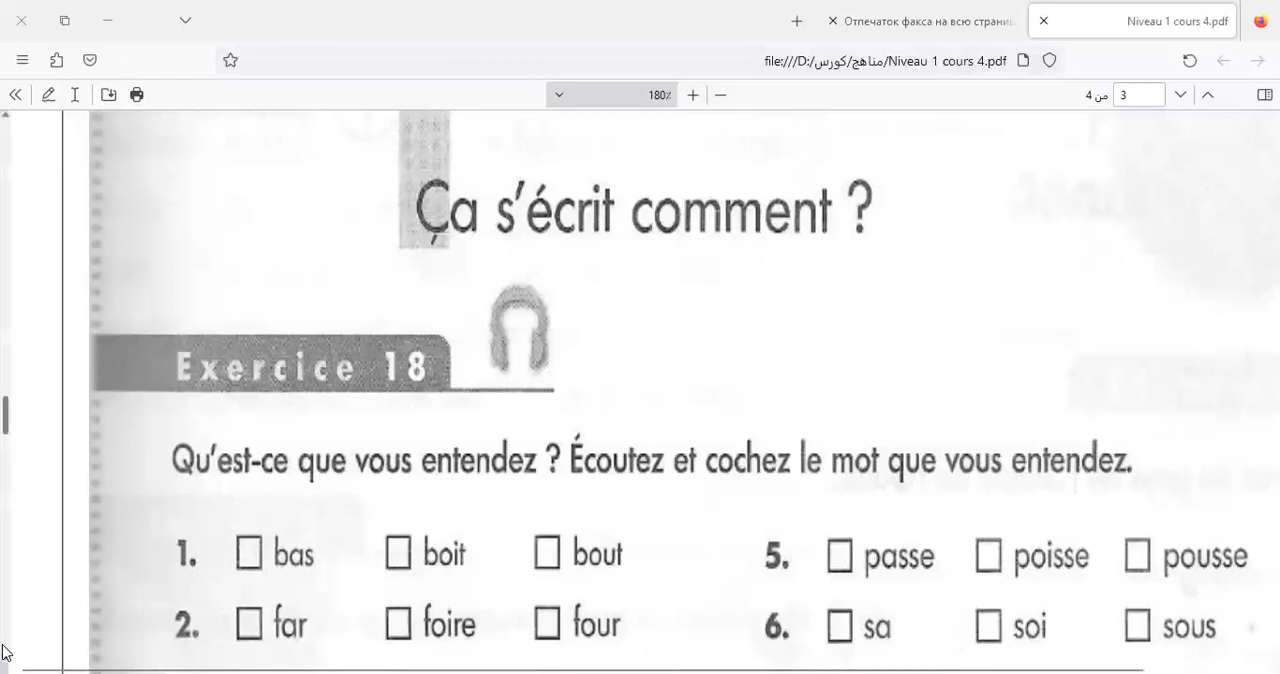 Отпечаток факса на всю страни
Niveau 1 cours 4.pdf
file:///D:/مناهج/كورس/Niveau 1 cours 4.pdf
180٪
3 من 4
Ça s'écrit comment ?
Exercice 18
Qu'est-ce que vous entendez ? Écoutez et cochez le mot que vous entendez.
1. bas boit bout 5. passe poisse pousse
2. far foire four 6. sa soi sous